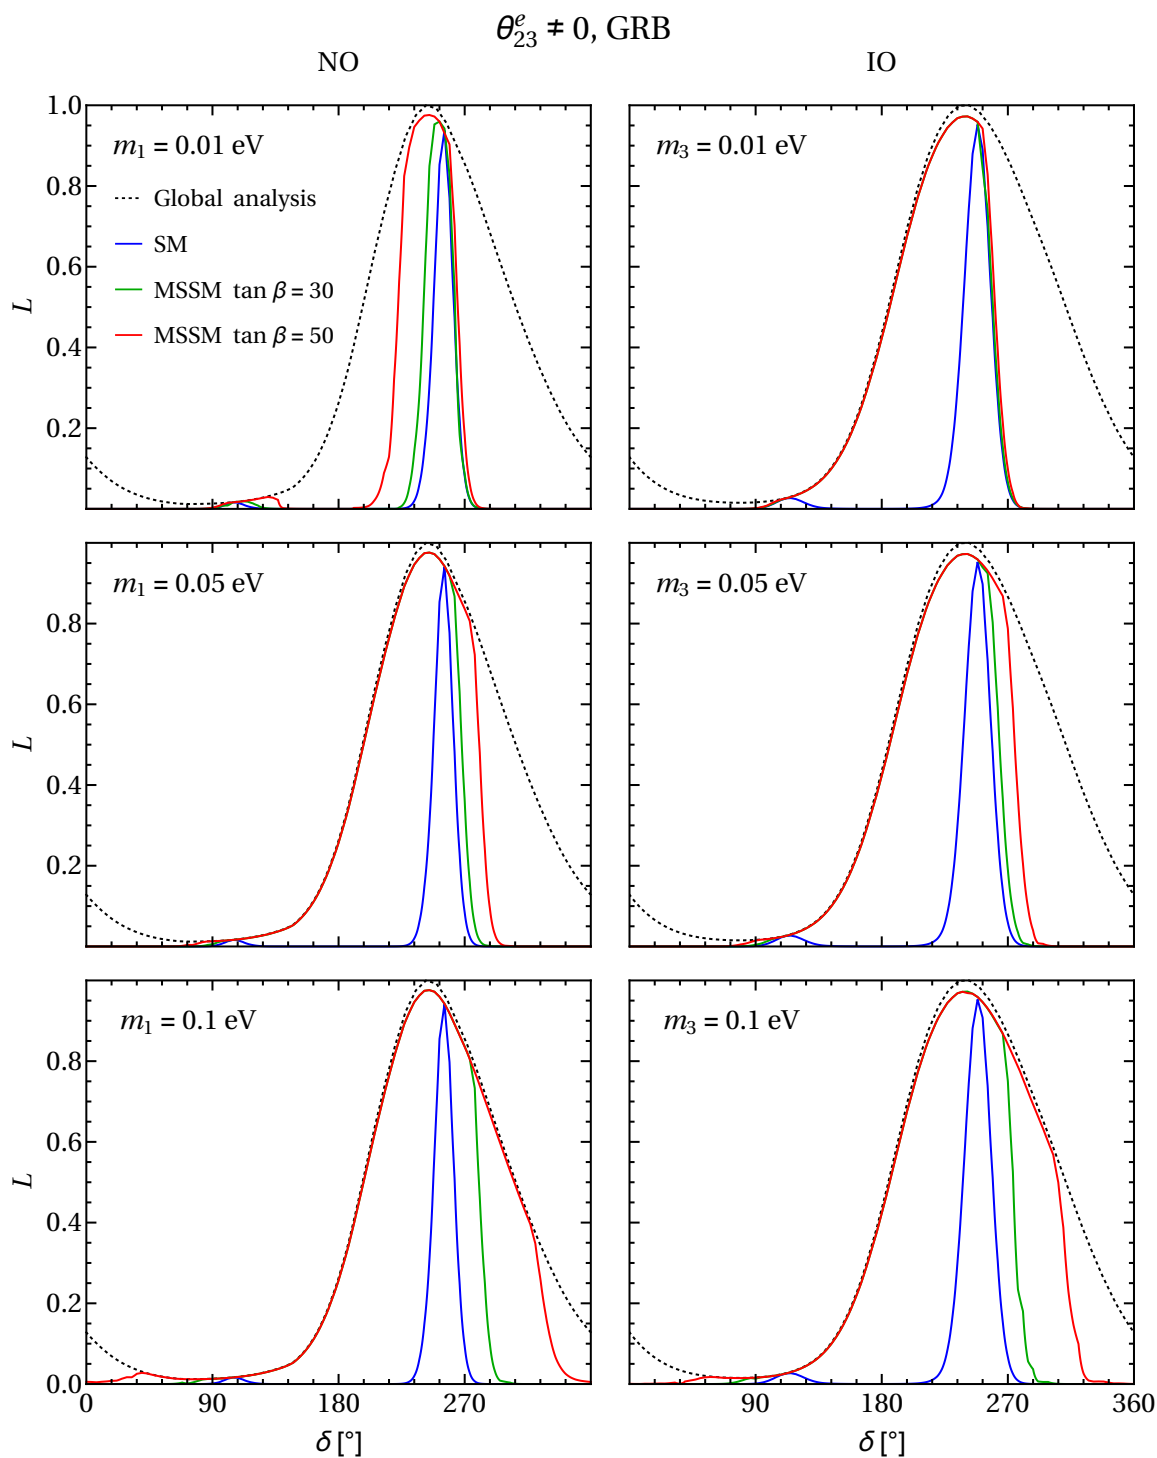 θᵉ₂₃ ≠ 0, GRB
NO
IO
1.0
0.8
0.6
0.4
0.2
L
m₁ = 0.01 eV
Global analysis
SM
MSSM tan β = 30
MSSM tan β = 50
m₃ = 0.01 eV
0.8
0.6
0.4
0.2
L
m₁ = 0.05 eV
m₃ = 0.05 eV
0.8
0.6
0.4
0.2
0.0
L
m₁ = 0.1 eV
m₃ = 0.1 eV
0 90 180 270
90 180 270 360
δ [°]
δ [°]